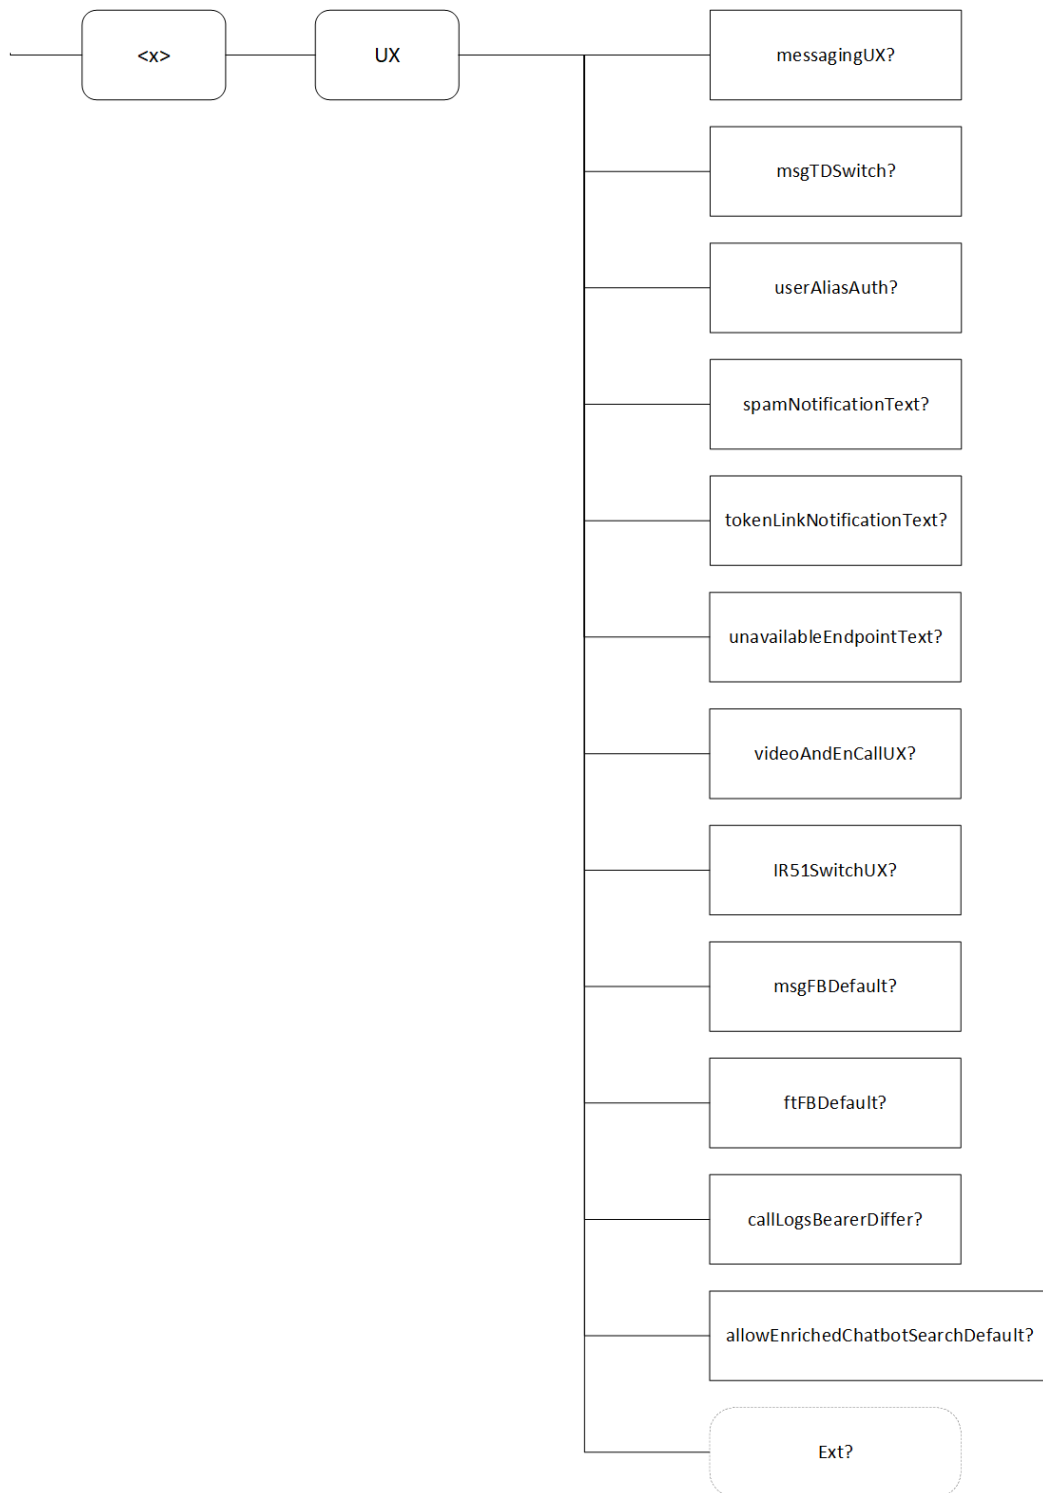 <x>
UX
messagingUX?
msgTDSwitch?
userAliasAuth?
spamNotificationText?
tokenLinkNotificationText?
unavailableEndpointText?
videoAndEnCallUX?
IR51SwitchUX?
msgFBDefault?
ftFBDefault?
callLogsBearerDiffer?
allowEnrichedChatbotSearchDefault?
Ext?